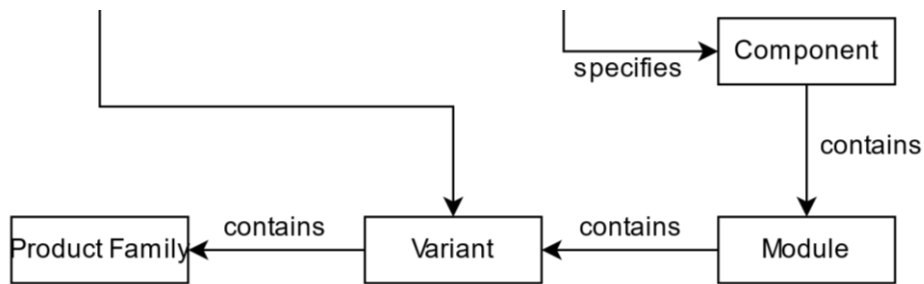 Component
specifies
contains
contains
contains
Product Family
Variant
Module